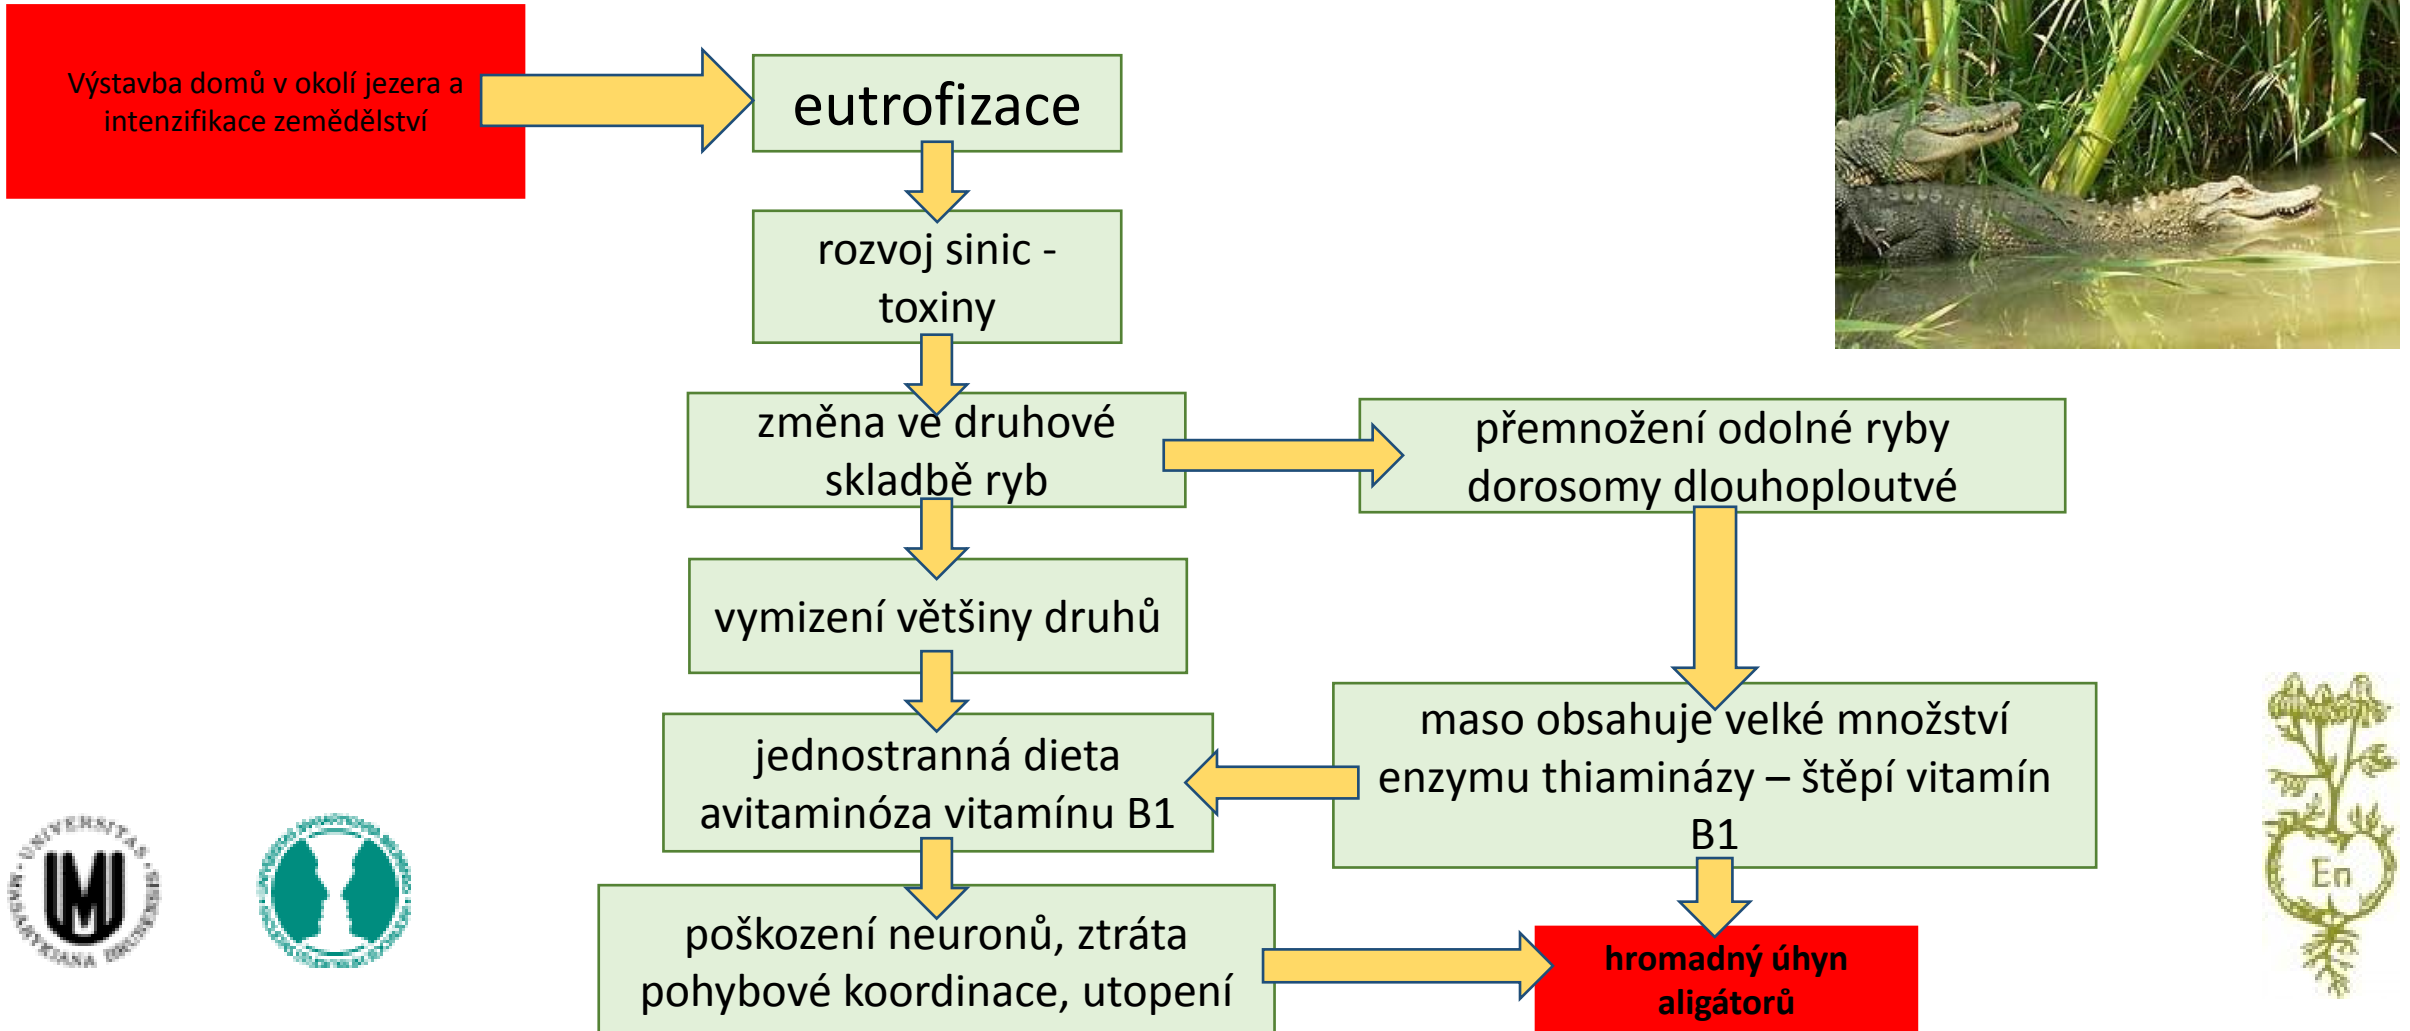 Výstavba domů v okolí jezera a
intenzifikace zemědělství
eutrofizace
rozvoj sinic -
toxiny
změna ve druhové
skladbě ryb
přemnožení odolné ryby
dorosomy dlouhoploutvé
vymizení většiny druhů
maso obsahuje velké množství
enzymu thiaminázy – štěpí vitamín
B1
jednostranná dieta
avitaminóza vitamínu B1
poškození neuronů, ztráta
pohybové koordinace, utopení
hromadný úhyn
aligátorů
En